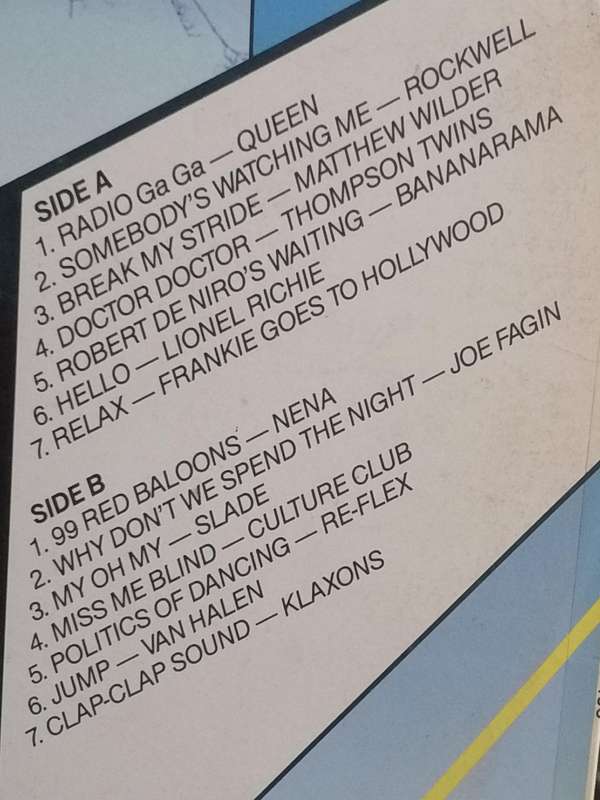 SIDE A
1. RADIO Ga Ga — QUEEN
2. SOMEBODY'S WATCHING ME — ROCKWELL
3. BREAK MY STRIDE — MATTHEW WILDER
4. DOCTOR DOCTOR — THOMPSON TWINS
5. ROBERT DE NIRO'S WAITING — BANANARAMA
6. HELLO — LIONEL RICHIE
7. RELAX — FRANKIE GOES TO HOLLYWOOD
SIDE B
1. 99 RED BALOONS — NENA
2. WHY DON'T WE SPEND THE NIGHT — JOE FAGIN
3. MY OH MY — SLADE
4. MISS ME BLIND — CULTURE CLUB
5. POLITICS OF DANCING — RE-FLEX
6. JUMP — VAN HALEN
7. CLAP-CLAP SOUND — KLAXONS